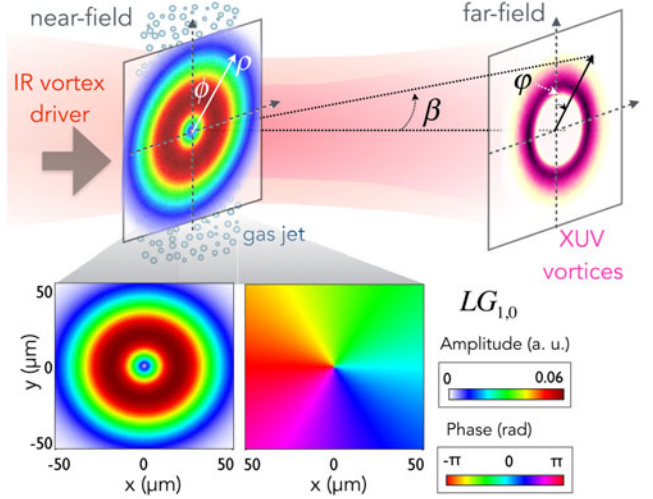 near-field
far-field
IR vortex
driver
ϕ
ρ
β
φ
gas jet
XUV
vortices
LG1,0
Amplitude (a. u.)
0
0.06
Phase (rad)
-π
0
π
50
0
-50
y (μm)
-50
0
50
x (μm)
-50
0
50
x (μm)